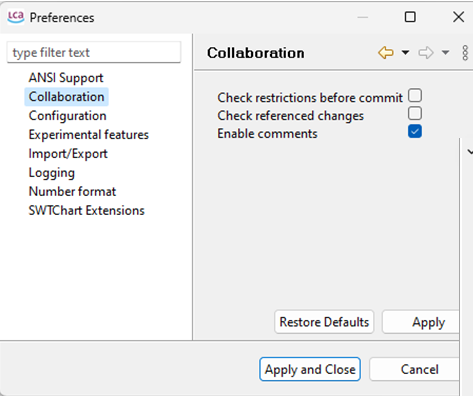 LCA Preferences
type filter text
ANSI Support
Collaboration
Configuration
Experimental features
Import/Export
Logging
Number format
SWTChart Extensions
Collaboration
Check restrictions before commit
Check referenced changes
Enable comments
Restore Defaults
Apply
Apply and Close
Cancel